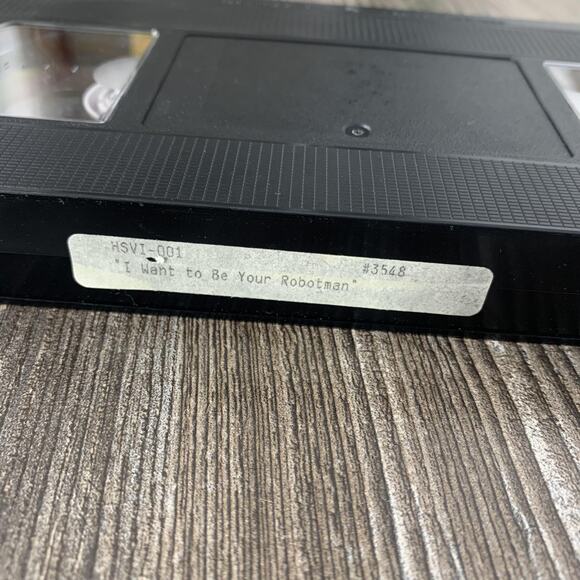 HSVI-001 #3548
"I Want to Be Your Robotman"